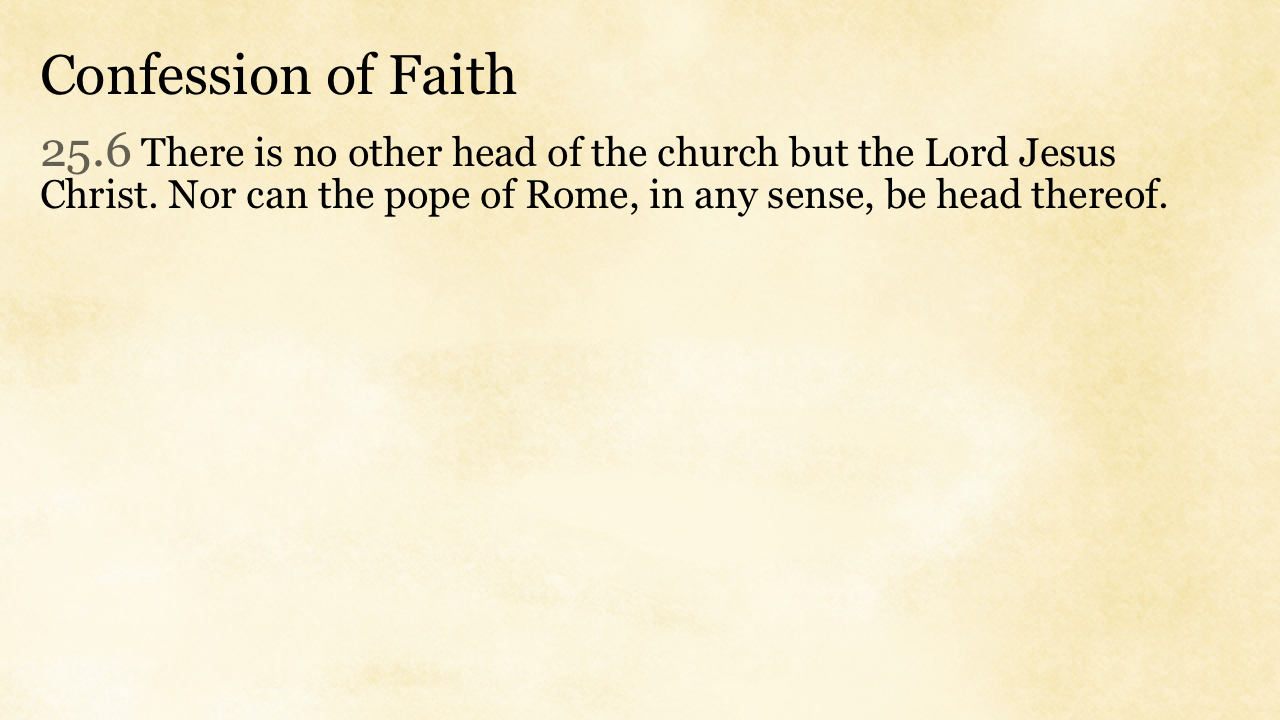 Confession of Faith
25.6 There is no other head of the church but the Lord Jesus
Christ. Nor can the pope of Rome, in any sense, be head thereof.